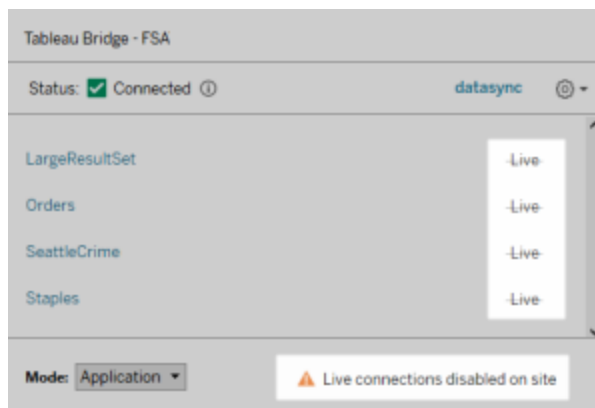 Tableau Bridge - FSA
Status: Connected datasync
LargeResultSet Live
Orders Live
SeattleCrime Live
Staples Live
Mode: Application Live connections disabled on site